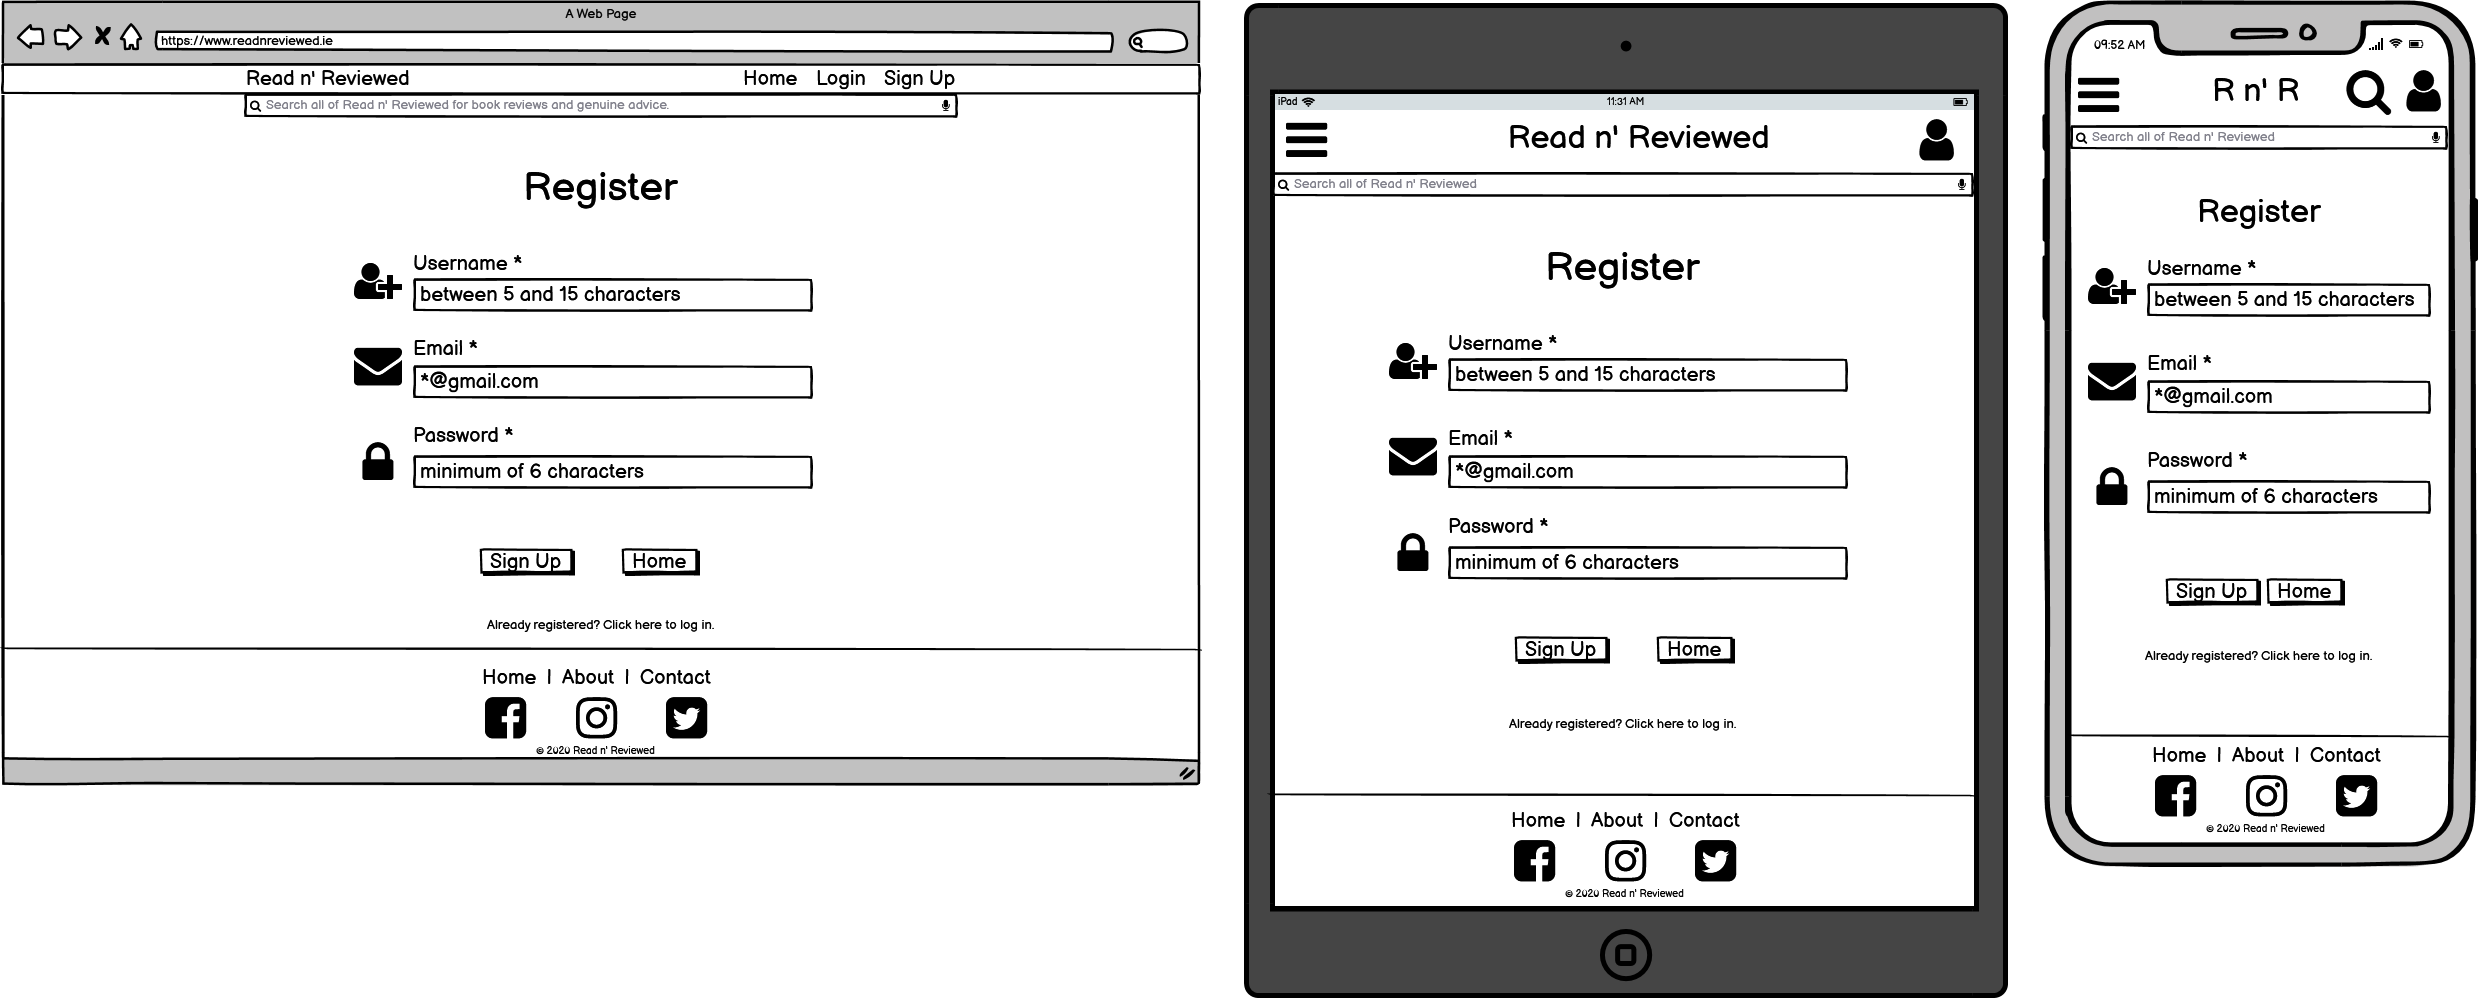 A Web Page
https://www.readnreviewed.ie
Read n' Reviewed Home Login Sign Up
Search all of Read n' Reviewed for book reviews and genuine advice.
Register
Username *
between 5 and 15 characters
Email *
*@gmail.com
Password *
minimum of 6 characters
Sign Up Home
Already registered? Click here to log in.
Home | About | Contact
© 2020 Read n' Reviewed
iPad 11:31 AM
Read n' Reviewed
Search all of Read n' Reviewed
Register
Username *
between 5 and 15 characters
Email *
*@gmail.com
Password *
minimum of 6 characters
Sign Up Home
Already registered? Click here to log in.
Home | About | Contact
© 2020 Read n' Reviewed
09:52 AM
R n' R
Search all of Read n' Reviewed
Register
Username *
between 5 and 15 characters
Email *
*@gmail.com
Password *
minimum of 6 characters
Sign Up Home
Already registered? Click here to log in.
Home | About | Contact
© 2020 Read n' Reviewed